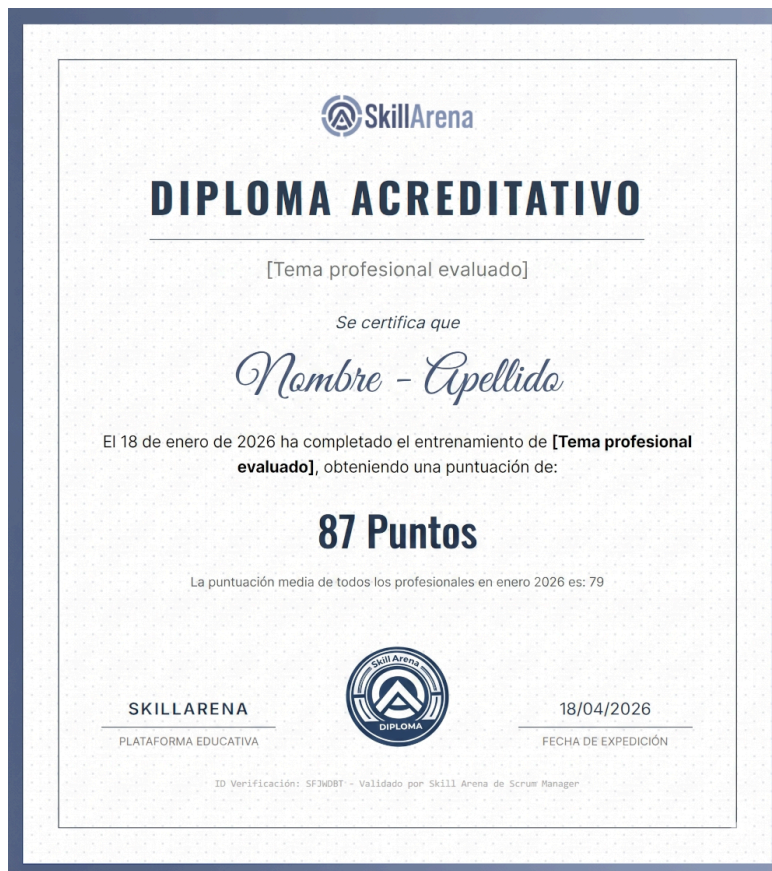 SkillArena
DIPLOMA ACREDITATIVO
[Tema profesional evaluado]
Se certifica que
Nombre - Apellido
El 18 de enero de 2026 ha completado el entrenamiento de [Tema profesional
evaluado], obteniendo una puntuación de:
87 Puntos
La puntuación media de todos los profesionales en enero 2026 es: 79
Skill Arena
DIPLOMA
SKILLARENA
PLATAFORMA EDUCATIVA
18/04/2026
FECHA DE EXPEDICIÓN
ID Verificación: SFJWDBT - Validado por Skill Arena de Scrum Manager